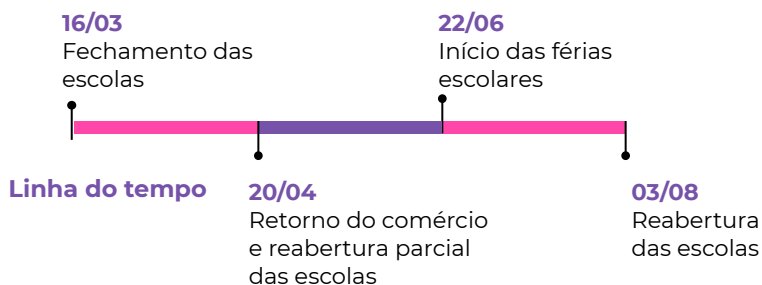 16/03
Fechamento das
escolas
22/06
Início das férias
escolares
Linha do tempo
20/04
Retorno do comércio
e reabertura parcial
das escolas
03/08
Reabertura
das escolas